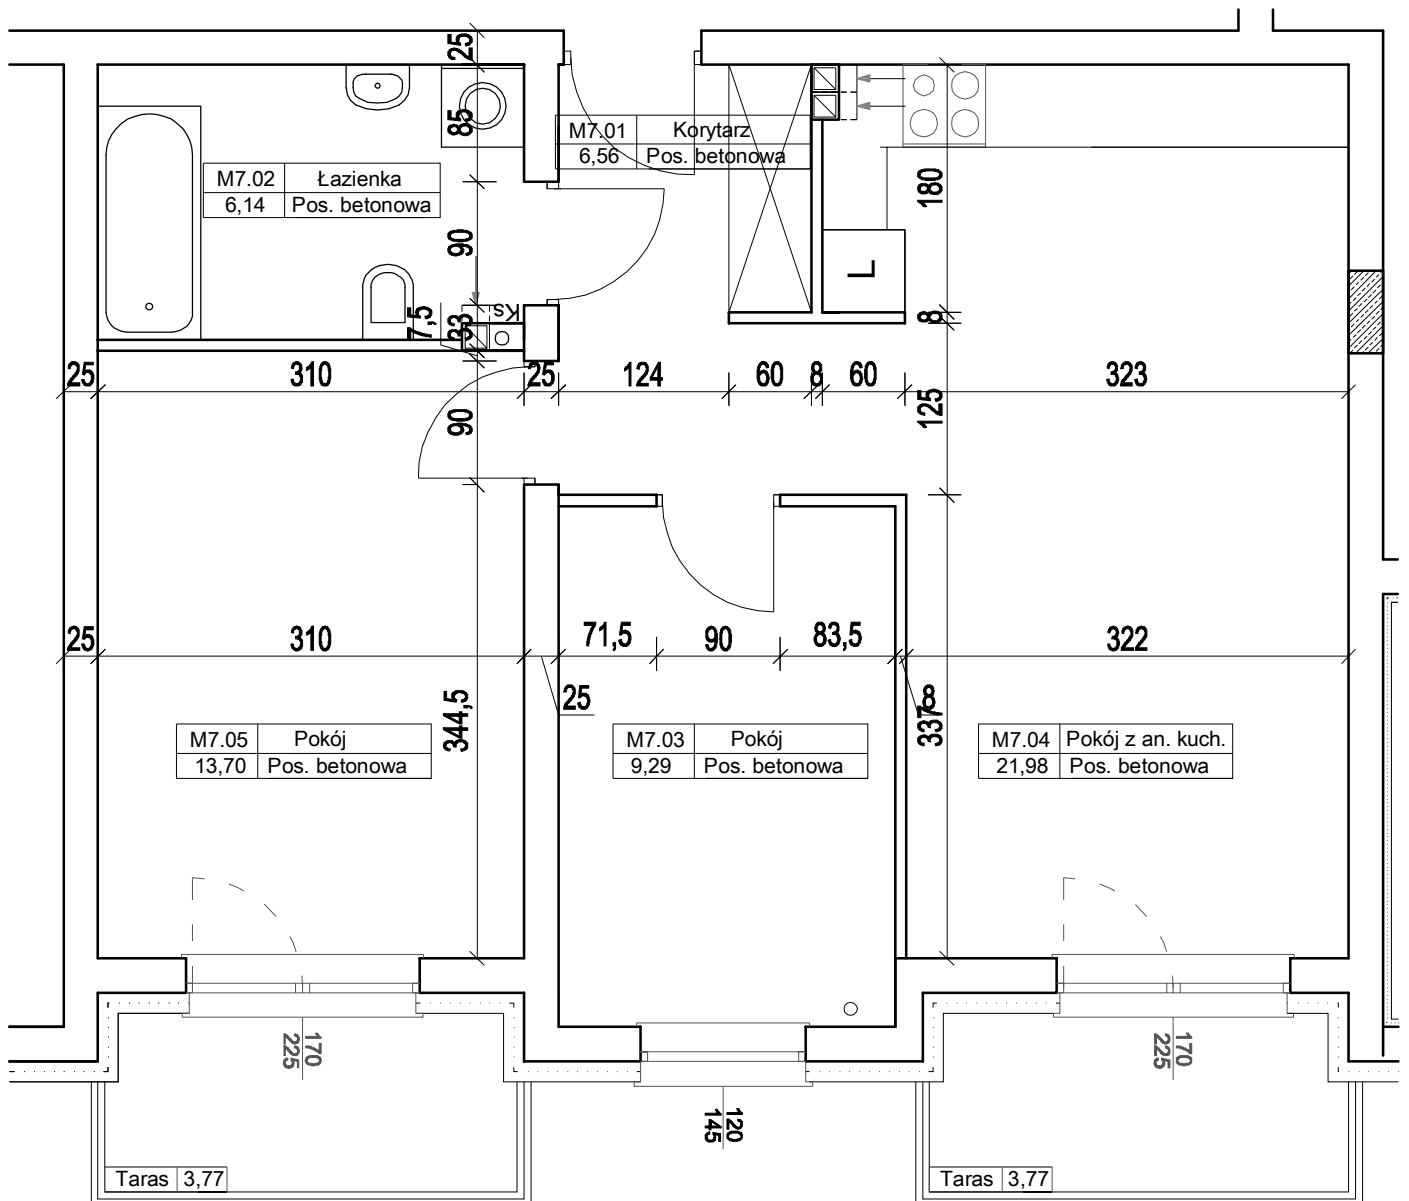 25
85
M7.01 Korytarz
6,56 Pos. betonowa
M7.02 Łazienka
6,14 Pos. betonowa
180
90
L
Ks
7,5
33
8
25
310
25
124
60
8
60
323
90
125
25
310
71,5
90
83,5
322
25
8
344,5
337
M7.05 Pokój
13,70 Pos. betonowa
M7.03 Pokój
9,29 Pos. betonowa
M7.04 Pokój z an. kuch.
21,98 Pos. betonowa
170
225
170
225
120
145
Taras 3,77
Taras 3,77